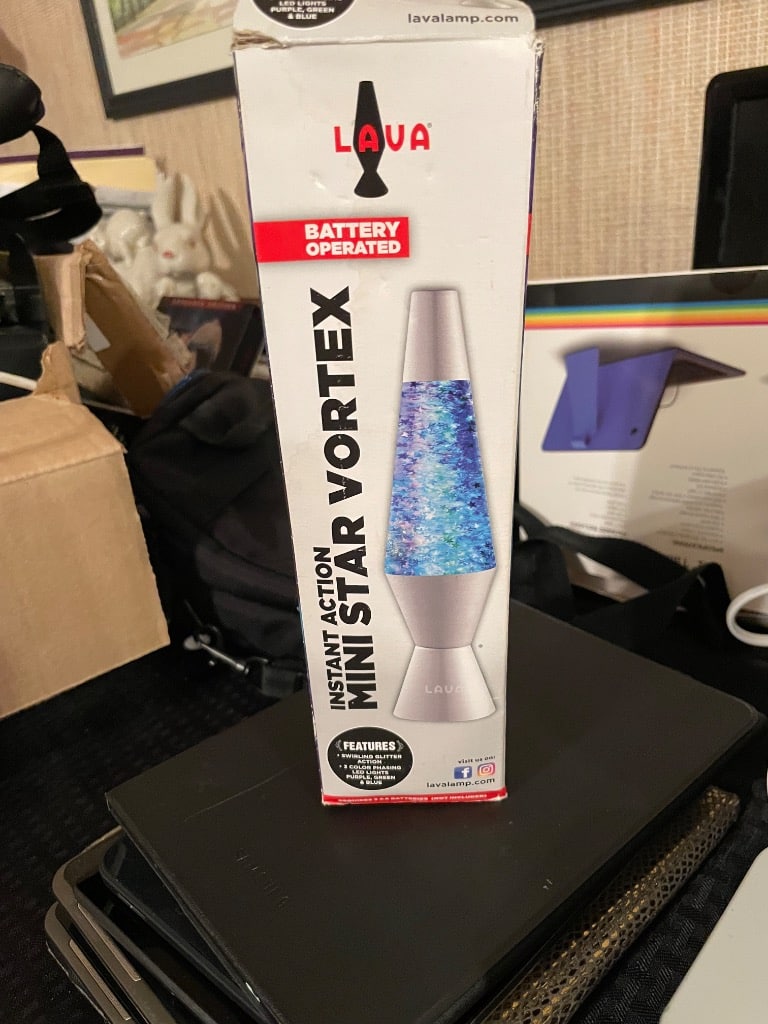 LED LIGHTS
PURPLE, GREEN
& BLUE
lavalamp.com
LAVA®
BATTERY
OPERATED
INSTANT ACTION
MINI STAR VORTEX
LAVA
FEATURES
• SWIRLING GLITTER
ACTION
• 3 COLOR PHASING
LED LIGHTS
PURPLE, GREEN
& BLUE
visit us on:
lavalamp.com